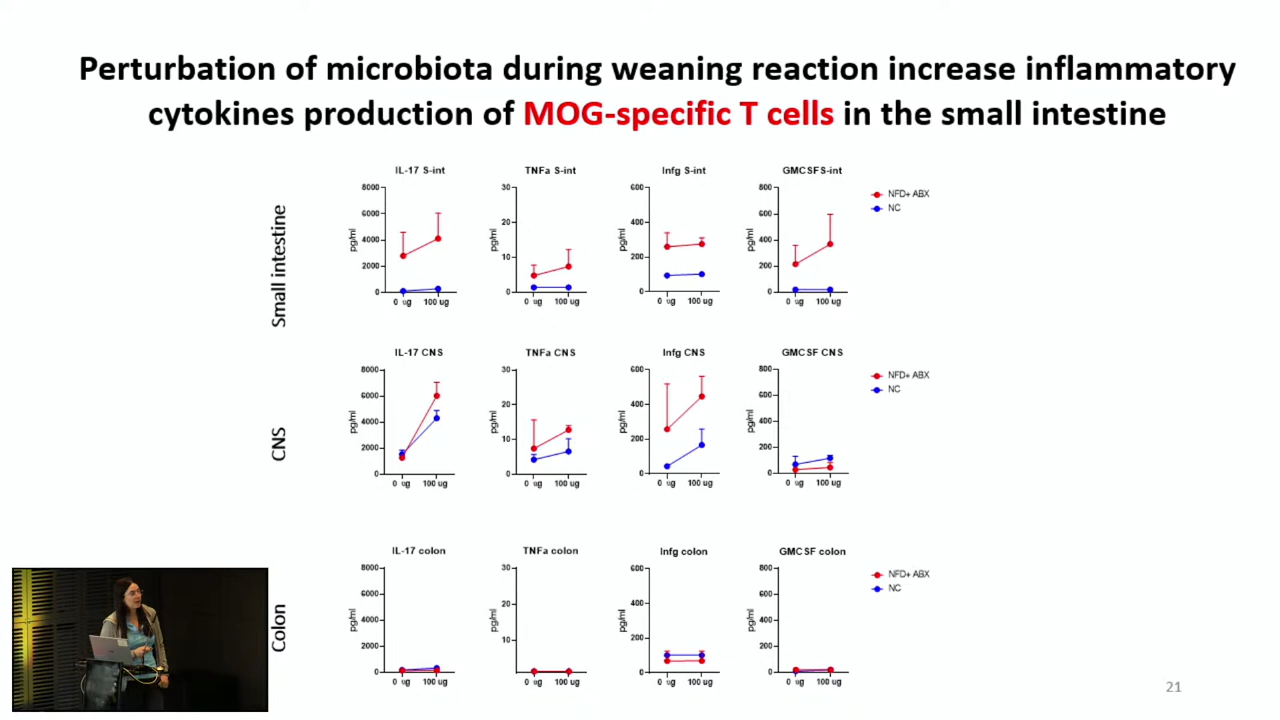 Perturbation of microbiota during weaning reaction increase inflammatory
cytokines production of MOG-specific T cells in the small intestine
Small intestine
IL-17 S-int
8000
6000
4000
2000
0
pg/ml
0 ug 100 ug
TNFa S-int
30
20
10
0
pg/ml
0 ug 100 ug
Infg S-int
600
400
200
0
pg/ml
0 ug 100 ug
GMCSFS-int
800
600
400
200
0
pg/ml
0 ug 100 ug
NFD+ ABX
NC
CNS
IL-17 CNS
8000
6000
4000
2000
0
pg/ml
0 ug 100 ug
TNFa CNS
30
20
10
0
pg/ml
0 ug 100 ug
Infg CNS
600
400
200
0
pg/ml
0 ug 100 ug
GMCSF CNS
800
600
400
200
0
pg/ml
0 ug 100 ug
NFD+ ABX
NC
Colon
IL-17 colon
8000
6000
4000
2000
0
pg/ml
0 ug 100 ug
TNFa colon
30
20
10
pg/ml
0 ug 100 ug
Infg colon
600
400
200
0
pg/ml
0 ug 100 ug
GMCSF colon
800
600
400
200
0
pg/ml
0 ug 100 ug
NFD+ ABX
NC
21